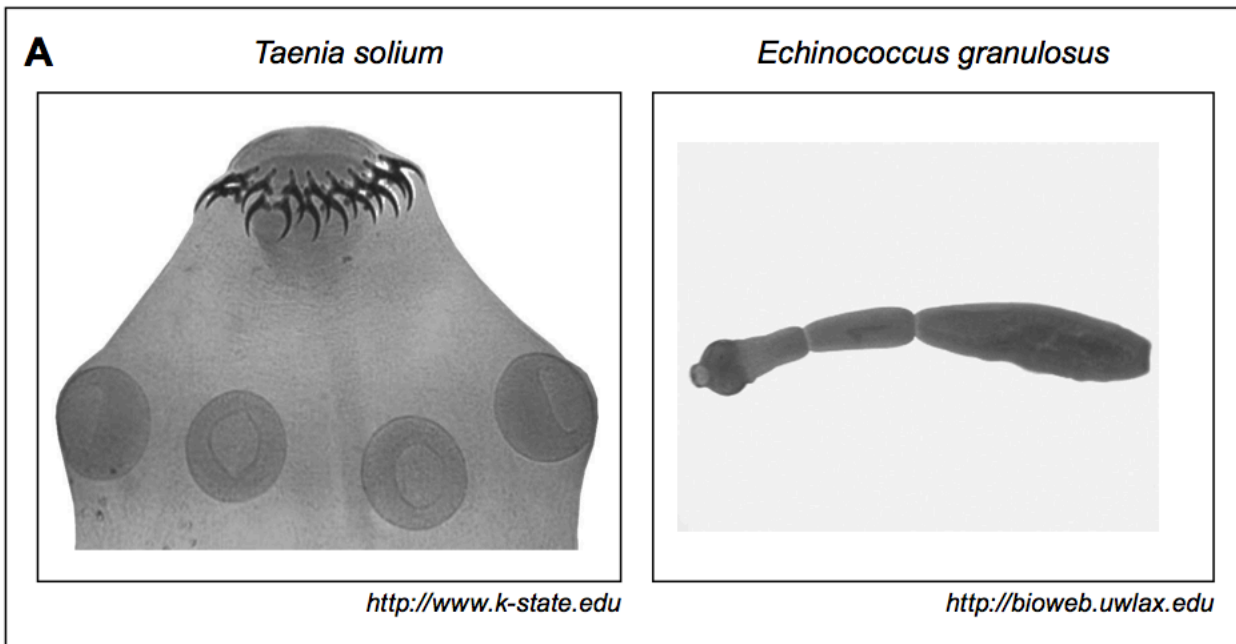 A
Taenia solium
Echinococcus granulosus
http://www.k-state.edu
http://bioweb.uwlax.edu